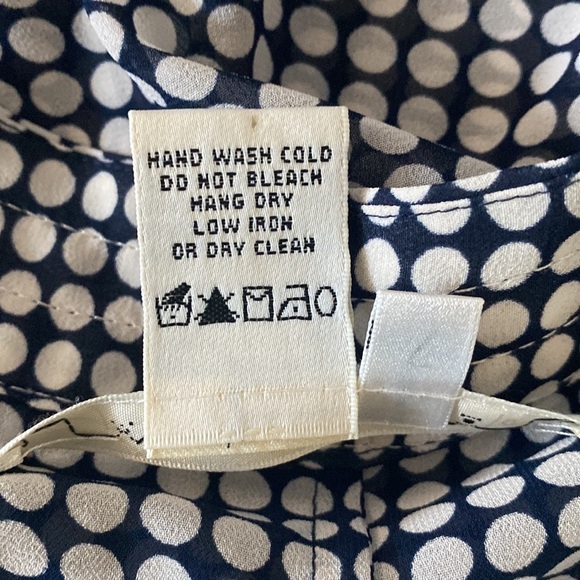 HAND WASH COLD
DO NOT BLEACH
HANG DRY
LOW IRON
OR DRY CLEAN